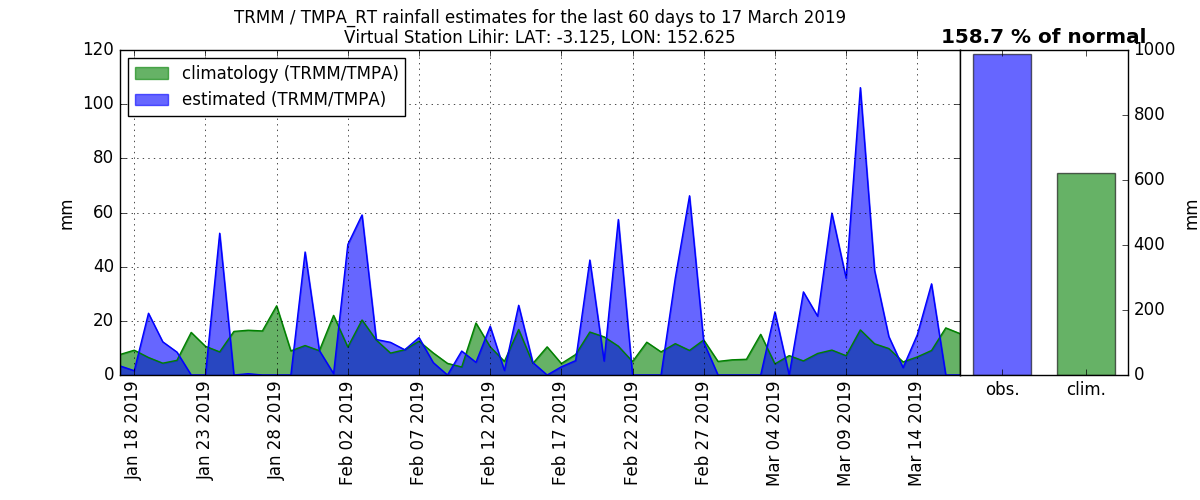 TRMM / TMPA_RT rainfall estimates for the last 60 days to 17 March 2019
Virtual Station Lihir: LAT: -3.125, LON: 152.625
158.7 % of normal
climatology (TRMM/TMPA)
estimated (TRMM/TMPA)
mm
120
100
80
60
40
20
0
Jan 18 2019
Jan 23 2019
Jan 28 2019
Feb 02 2019
Feb 07 2019
Feb 12 2019
Feb 17 2019
Feb 22 2019
Feb 27 2019
Mar 04 2019
Mar 09 2019
Mar 14 2019
obs.
clim.
1000
800
600
400
200
0
mm